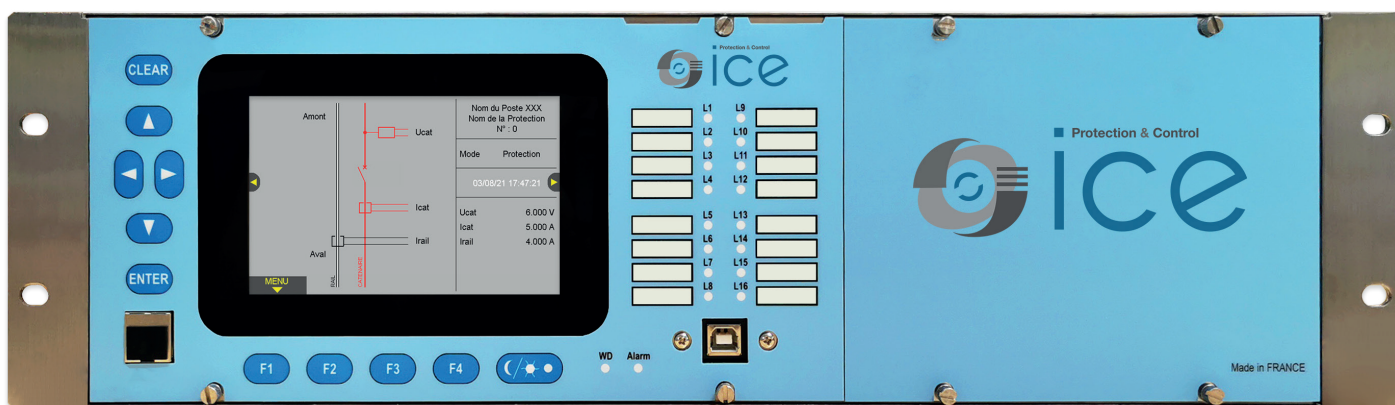 CLEAR
ENTER
Amont
Ucat
Icat
Irail
Aval
RAIL
CATENAIRE
MENU
Nom du Poste XXX
Nom de la Protection
N° : 0
Mode Protection
03/08/21 17:47:21
Ucat 6.000 V
Icat 5.000 A
Irail 4.000 A
F1 F2 F3 F4
WD Alarm
Protection & Control
ice
L1 L9
L2 L10
L3 L11
L4 L12
L5 L13
L6 L14
L7 L15
L8 L16
Protection & Control
ice
Made in FRANCE